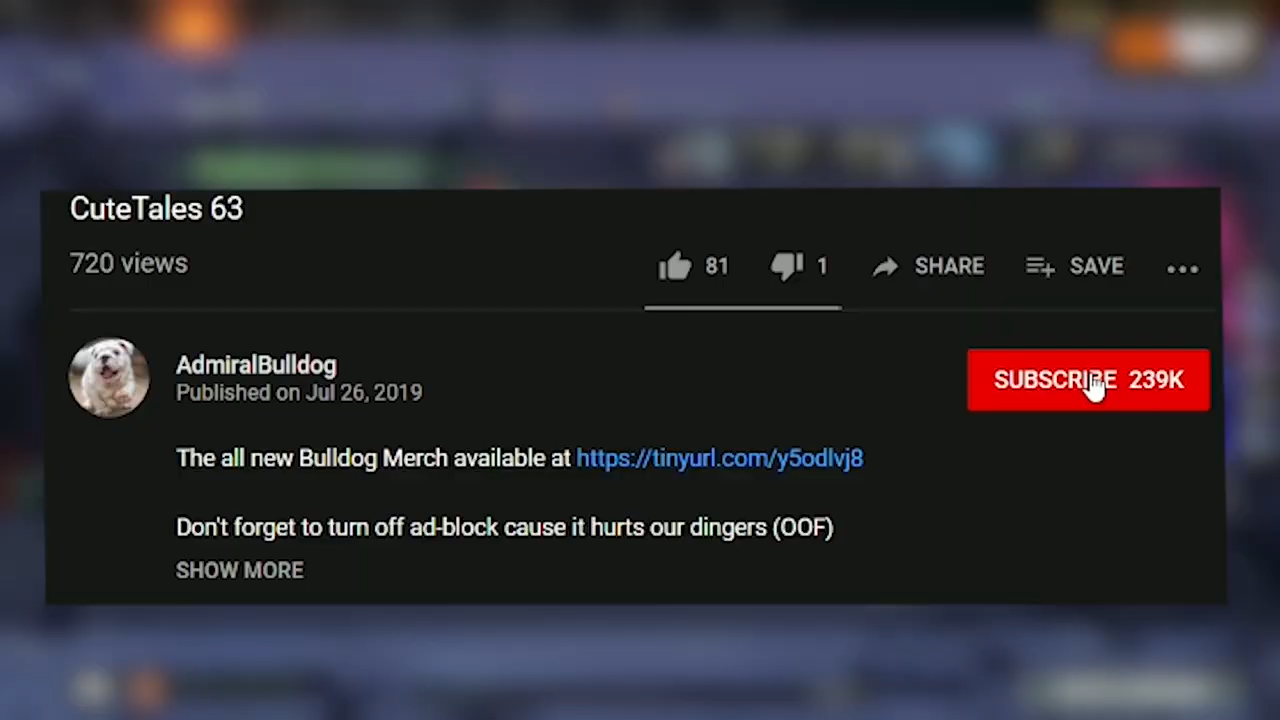 CuteTales 63
720 views
81 1 SHARE SAVE
AdmiralBulldog
Published on Jul 26, 2019
SUBSCRIBE 239K
The all new Bulldog Merch available at https://tinyurl.com/y5odlvj8
Don't forget to turn off ad-block cause it hurts our dingers (OOF)
SHOW MORE